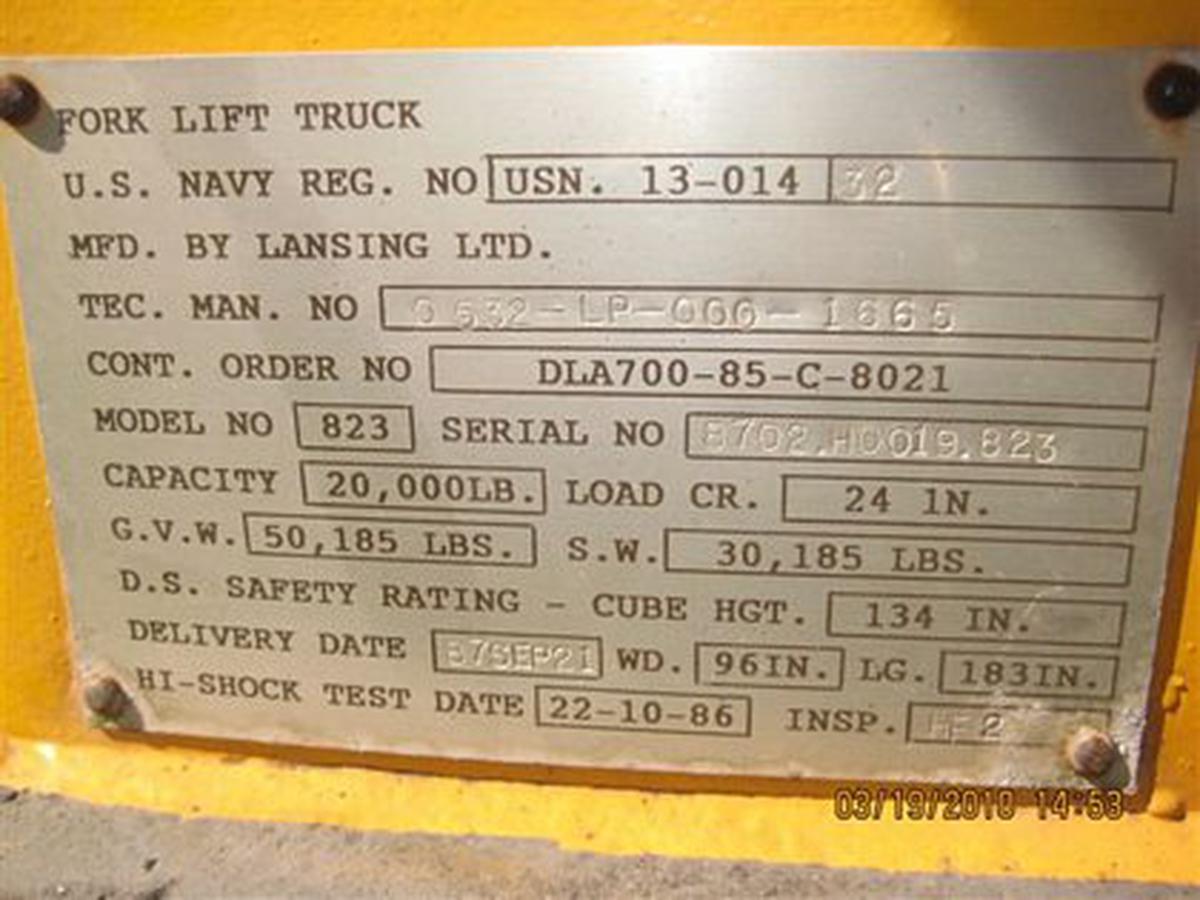 FORK LIFT TRUCK
U.S. NAVY REG. NO USN. 13-014 32
MFD. BY LANSING LTD.
TEC. MAN. NO 0532-LP-000-1665
CONT. ORDER NO DLA700-85-C-8021
MODEL NO 823 SERIAL NO 8702.H0019.823
CAPACITY 20,000LB. LOAD CR. 24 1N.
G.V.W. 50,185 LBS. S.W. 30,185 LBS.
D.S. SAFETY RATING - CUBE HGT. 134 IN.
DELIVERY DATE 87SEP21 WD. 96IN. LG. 183IN.
HI-SHOCK TEST DATE 22-10-86 INSP.
03/19/2010 14:53